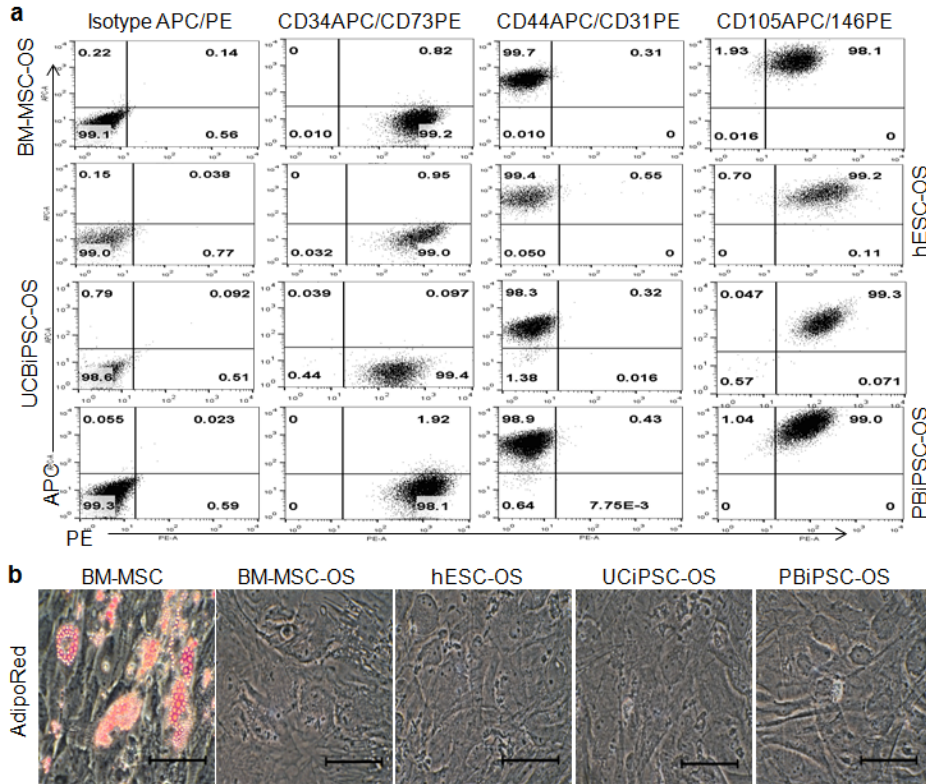 a
Isotype APC/PE CD34APC/CD73PE CD44APC/CD31PE CD105APC/146PE
BM-MSC-OS
0.22 0.14 0 0.82 99.7 0.31 1.93 98.1
99.1 0.56 0.010 99.2 0.010 0 0.016 0
hESC-OS
0.15 0.038 0 0.95 99.4 0.55 0.70 99.2
99.0 0.77 0.032 99.0 0.050 0 0 0.11
UCBiPSC-OS
0.79 0.092 0.039 0.097 98.3 0.32 0.047 99.3
98.6 0.51 0.44 99.4 1.38 0.016 0.57 0.071
PBiPSC-OS
0.055 0.023 0 1.92 98.9 0.43 1.04 99.0
99.3 0.59 0 98.1 0.64 7.75E-3 0 0
APC
PE
PE-A PE-A PE-A PE-A
b
BM-MSC BM-MSC-OS hESC-OS UCiPSC-OS PBiPSC-OS
AdipoRed